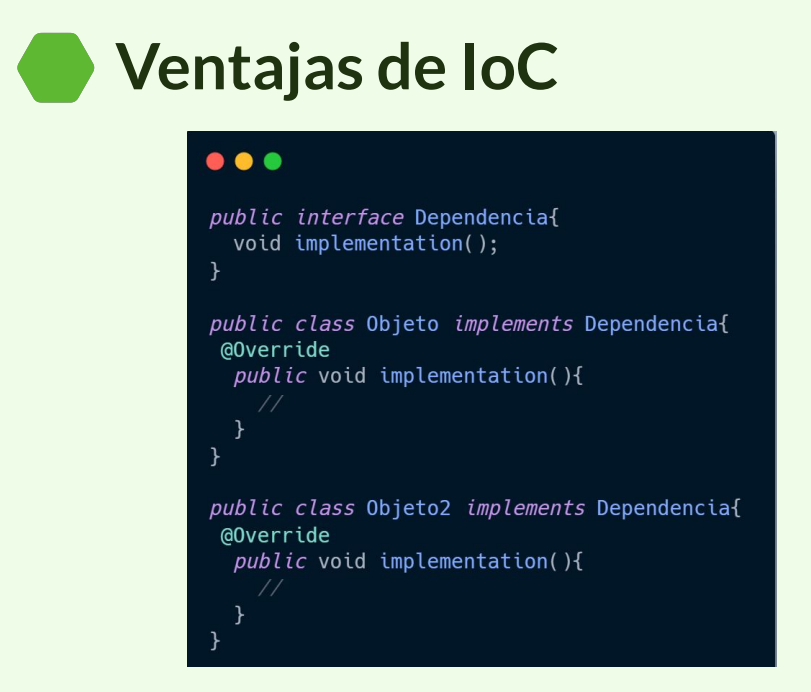 Ventajas de IoC
public interface Dependencia{
  void implementation();
}
public class Objeto implements Dependencia{
 @Override
  public void implementation(){
    //
  }
}
public class Objeto2 implements Dependencia{
 @Override
  public void implementation(){
    //
  }
}